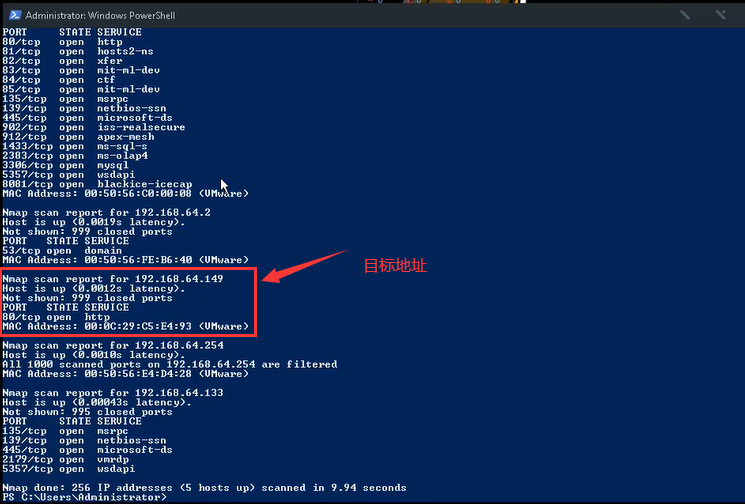 Administrator: Windows PowerShell
PORT     STATE SERVICE
80/tcp   open  http
81/tcp   open  hosts2-ns
82/tcp   open  xfer
83/tcp   open  mit-ml-dev
84/tcp   open  ctf
85/tcp   open  mit-ml-dev
135/tcp  open  msrpc
139/tcp  open  netbios-ssn
445/tcp  open  microsoft-ds
902/tcp  open  iss-realsecure
912/tcp  open  apex-mesh
1433/tcp open  ms-sql-s
2383/tcp open  ms-olap4
3306/tcp open  mysql
5357/tcp open  wsdapi
8081/tcp open  blackice-icecap
MAC Address: 00:50:56:C0:00:08 (VMware)
Nmap scan report for 192.168.64.2
Host is up (0.0019s latency).
Not shown: 999 closed ports
PORT   STATE SERVICE
53/tcp open  domain
MAC Address: 00:50:56:FE:B6:40 (VMware)
目标地址
Nmap scan report for 192.168.64.149
Host is up (0.0012s latency).
Not shown: 999 closed ports
PORT   STATE SERVICE
80/tcp open  http
MAC Address: 00:0C:29:C5:E4:93 (VMware)
Nmap scan report for 192.168.64.254
Host is up (0.0010s latency).
All 1000 scanned ports on 192.168.64.254 are filtered
MAC Address: 00:50:56:E4:D4:28 (VMware)
Nmap scan report for 192.168.64.133
Host is up (0.00043s latency).
Not shown: 995 closed ports
PORT     STATE SERVICE
135/tcp  open  msrpc
139/tcp  open  netbios-ssn
445/tcp  open  microsoft-ds
2179/tcp open  vmrdp
5357/tcp open  wsdapi
Nmap done: 256 IP addresses (5 hosts up) scanned in 9.94 seconds
PS C:\Users\Administrator>